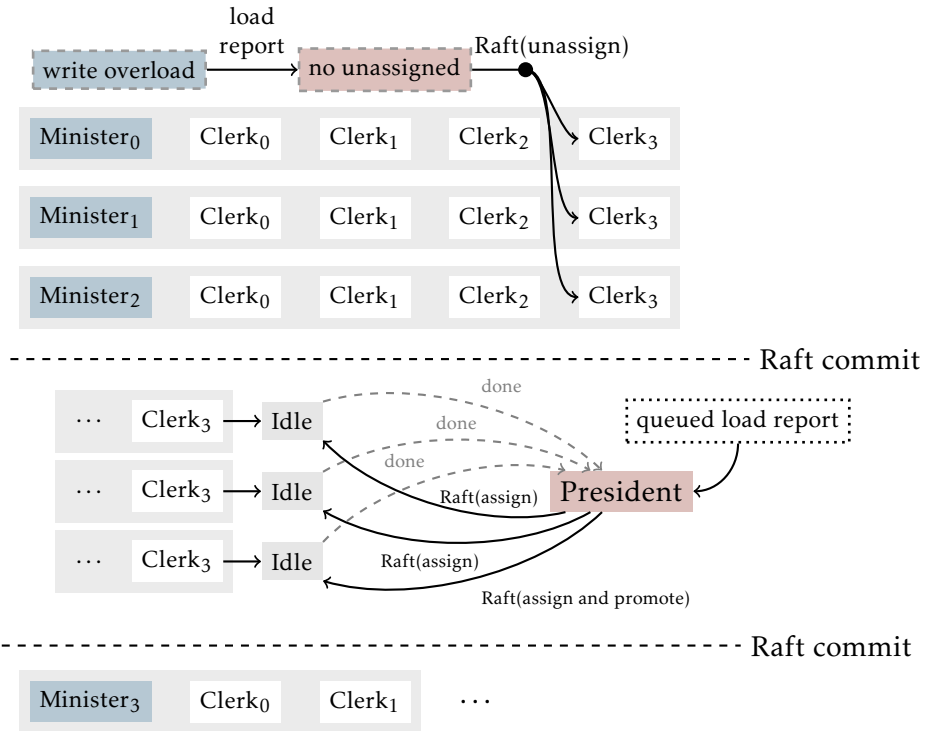 load
report
write overload
no unassigned
Raft(unassign)
Minister₀ Clerk₀ Clerk₁ Clerk₂ Clerk₃
Minister₁ Clerk₀ Clerk₁ Clerk₂ Clerk₃
Minister₂ Clerk₀ Clerk₁ Clerk₂ Clerk₃
Raft commit
done
··· Clerk₃ Idle
queued load report
done
done
··· Clerk₃ Idle
Raft(assign)
President
··· Clerk₃ Idle
Raft(assign)
Raft(assign and promote)
Raft commit
Minister₃ Clerk₀ Clerk₁ ···